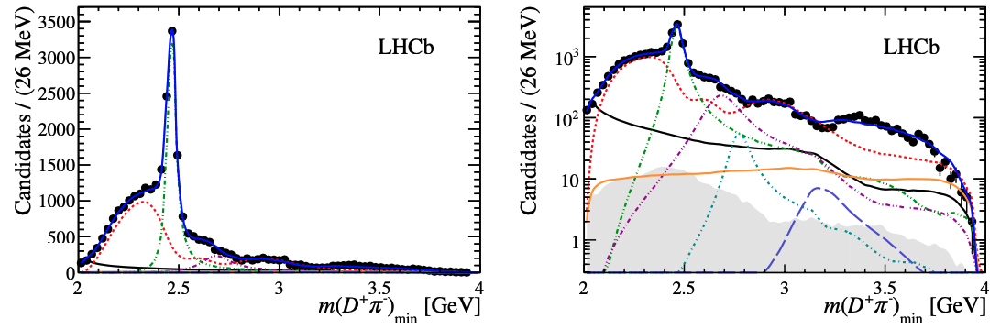 Candidates / (26 MeV)
3500
3000
2500
2000
1500
1000
500
0
LHCb
2 2.5 3 3.5 4
m(D⁺π⁻)min [GeV]
Candidates / (26 MeV)
10³
10²
10
1
LHCb
2 2.5 3 3.5 4
m(D⁺π⁻)min [GeV]